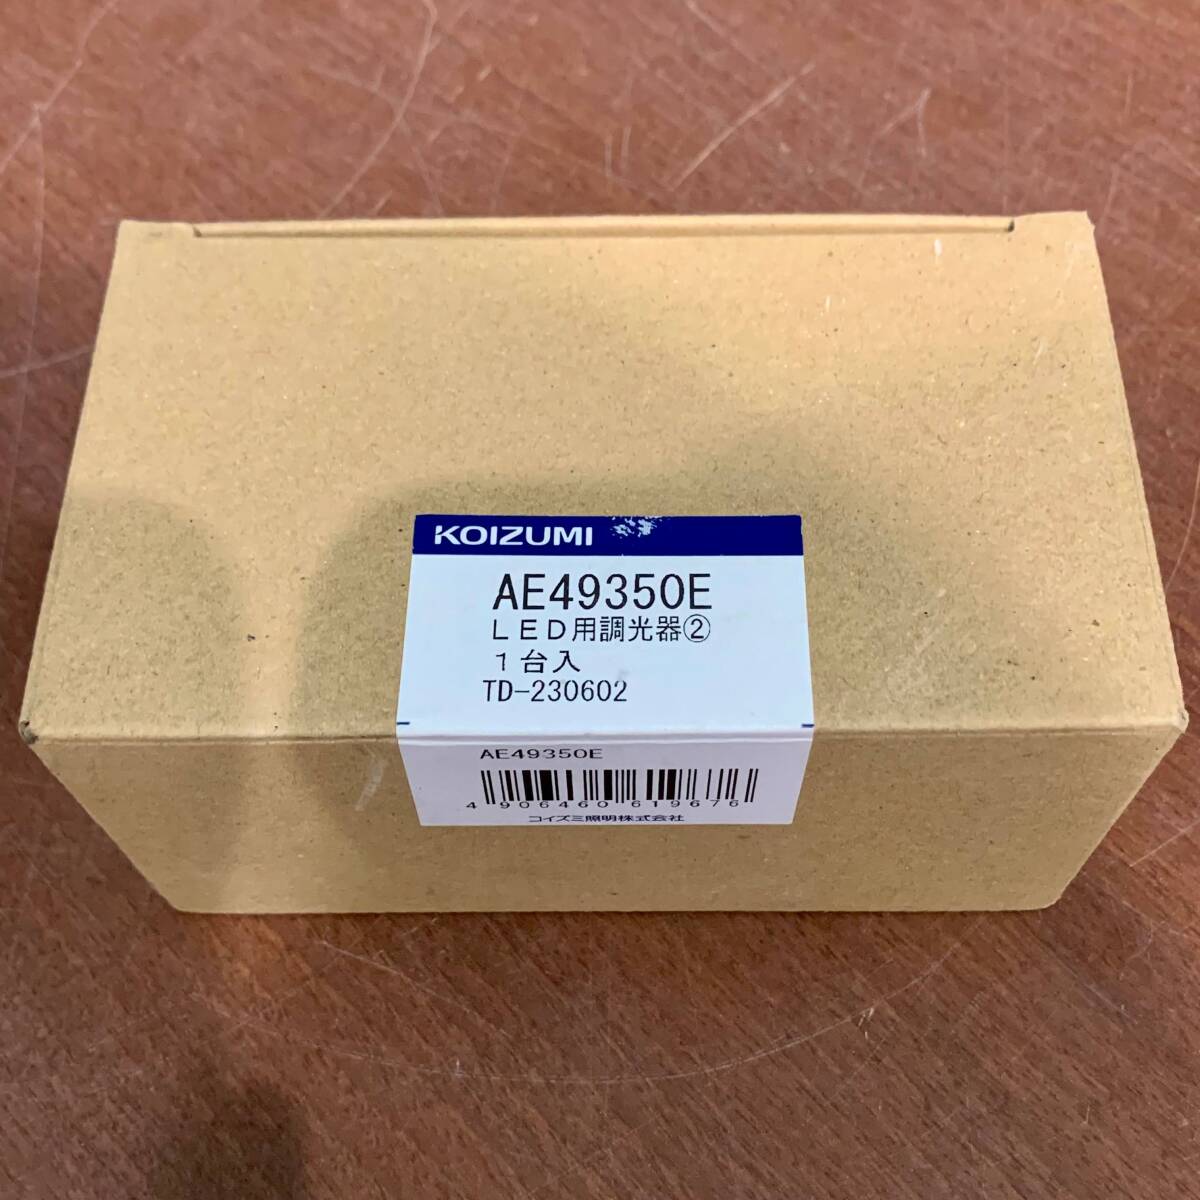 KOIZUMI
AE49350E
LED用調光器②
1台入
TD-230602
AE49350E
4 906460 619676
コイズミ照明株式会社